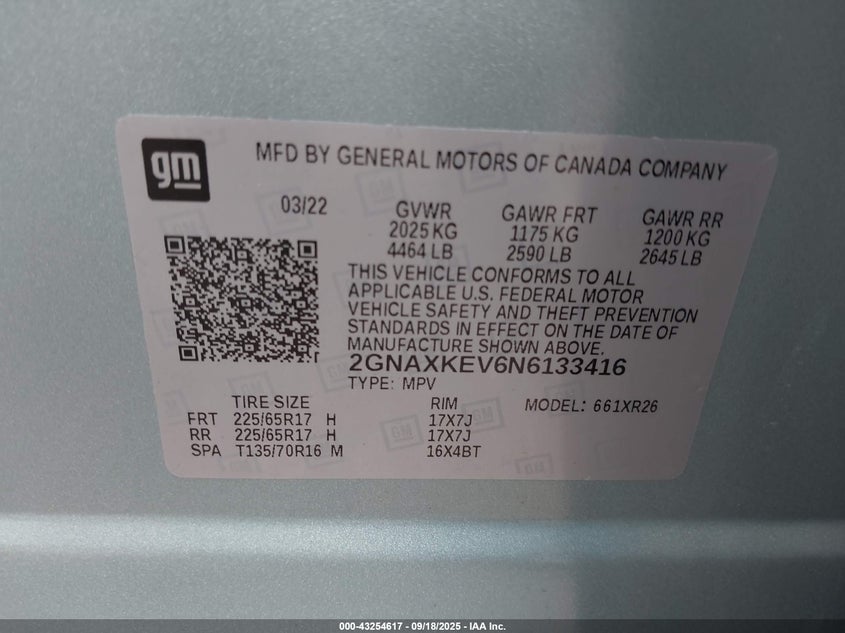 gm
MFD BY GENERAL MOTORS OF CANADA COMPANY
03/22
GVWR GAWR FRT GAWR RR
2025 KG 1175 KG 1200 KG
4464 LB 2590 LB 2645 LB
THIS VEHICLE CONFORMS TO ALL
APPLICABLE U.S. FEDERAL MOTOR
VEHICLE SAFETY AND THEFT PREVENTION
STANDARDS IN EFFECT ON THE DATE OF
MANUFACTURE SHOWN ABOVE.
2GNAXKEV6N6133416
TYPE: MPV
TIRE SIZE RIM MODEL: 661XR26
FRT 225/65R17 H 17X7J
RR 225/65R17 H 17X7J
SPA T135/70R16 M 16X4BT
000-43254617 - 09/18/2025 - IAA Inc.